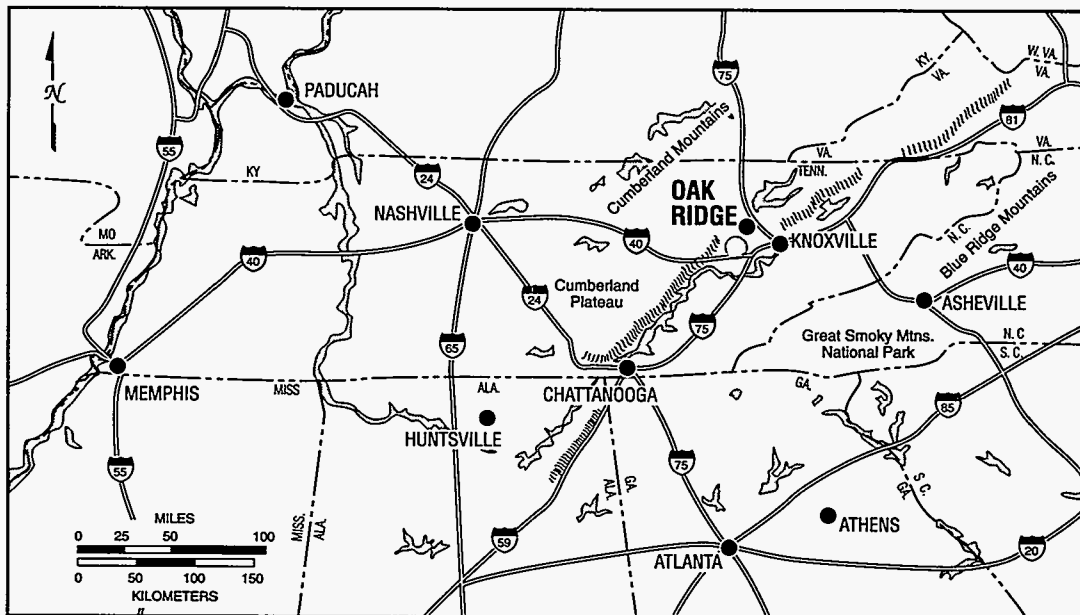 N
PADUCAH
75
KY.
VA.
W. VA.
VA.
81
55
KY
24
Cumberland Mountains
VA.
TENN.
VA.
N. C.
NASHVILLE
OAK
RIDGE
KNOXVILLE
MO
ARK.
40
40
N. C.
Blue Ridge Mountains
40
Cumberland
Plateau
24
75
ASHEVILLE
65
Great Smoky Mtns.
National Park
N. C
S. C.
MEMPHIS
MISS
ALA.
CHATTANOOGA
GA.
HUNTSVILLE
85
55
75
GA.
ALA.
S. C.
GA.
MILES
0 25 50 100
MISS.
ALA.
59
ATHENS
ATLANTA
20
0 50 100 150
KILOMETERS